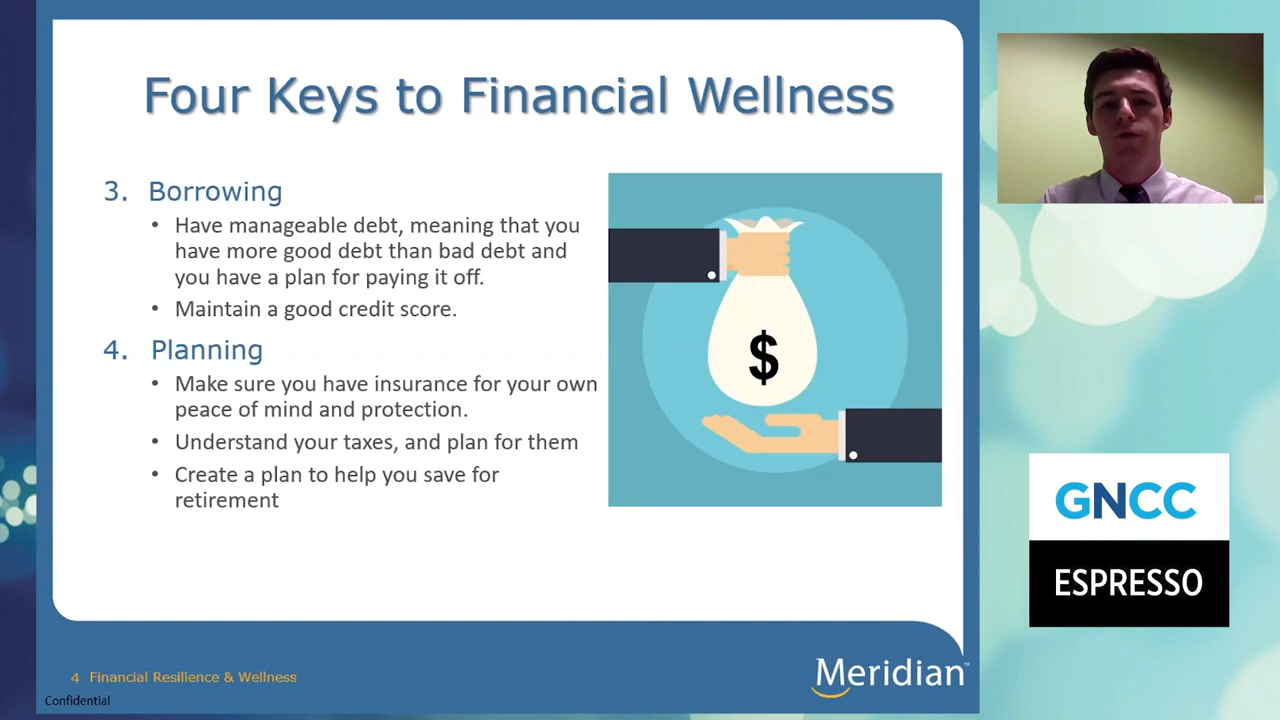 Four Keys to Financial Wellness
3. Borrowing
• Have manageable debt, meaning that you
have more good debt than bad debt and
you have a plan for paying it off.
• Maintain a good credit score.
4. Planning
• Make sure you have insurance for your own
peace of mind and protection.
• Understand your taxes, and plan for them
• Create a plan to help you save for
retirement
$
GNCC
ESPRESSO
4 Financial Resilience & Wellness
Meridian™
Confidential